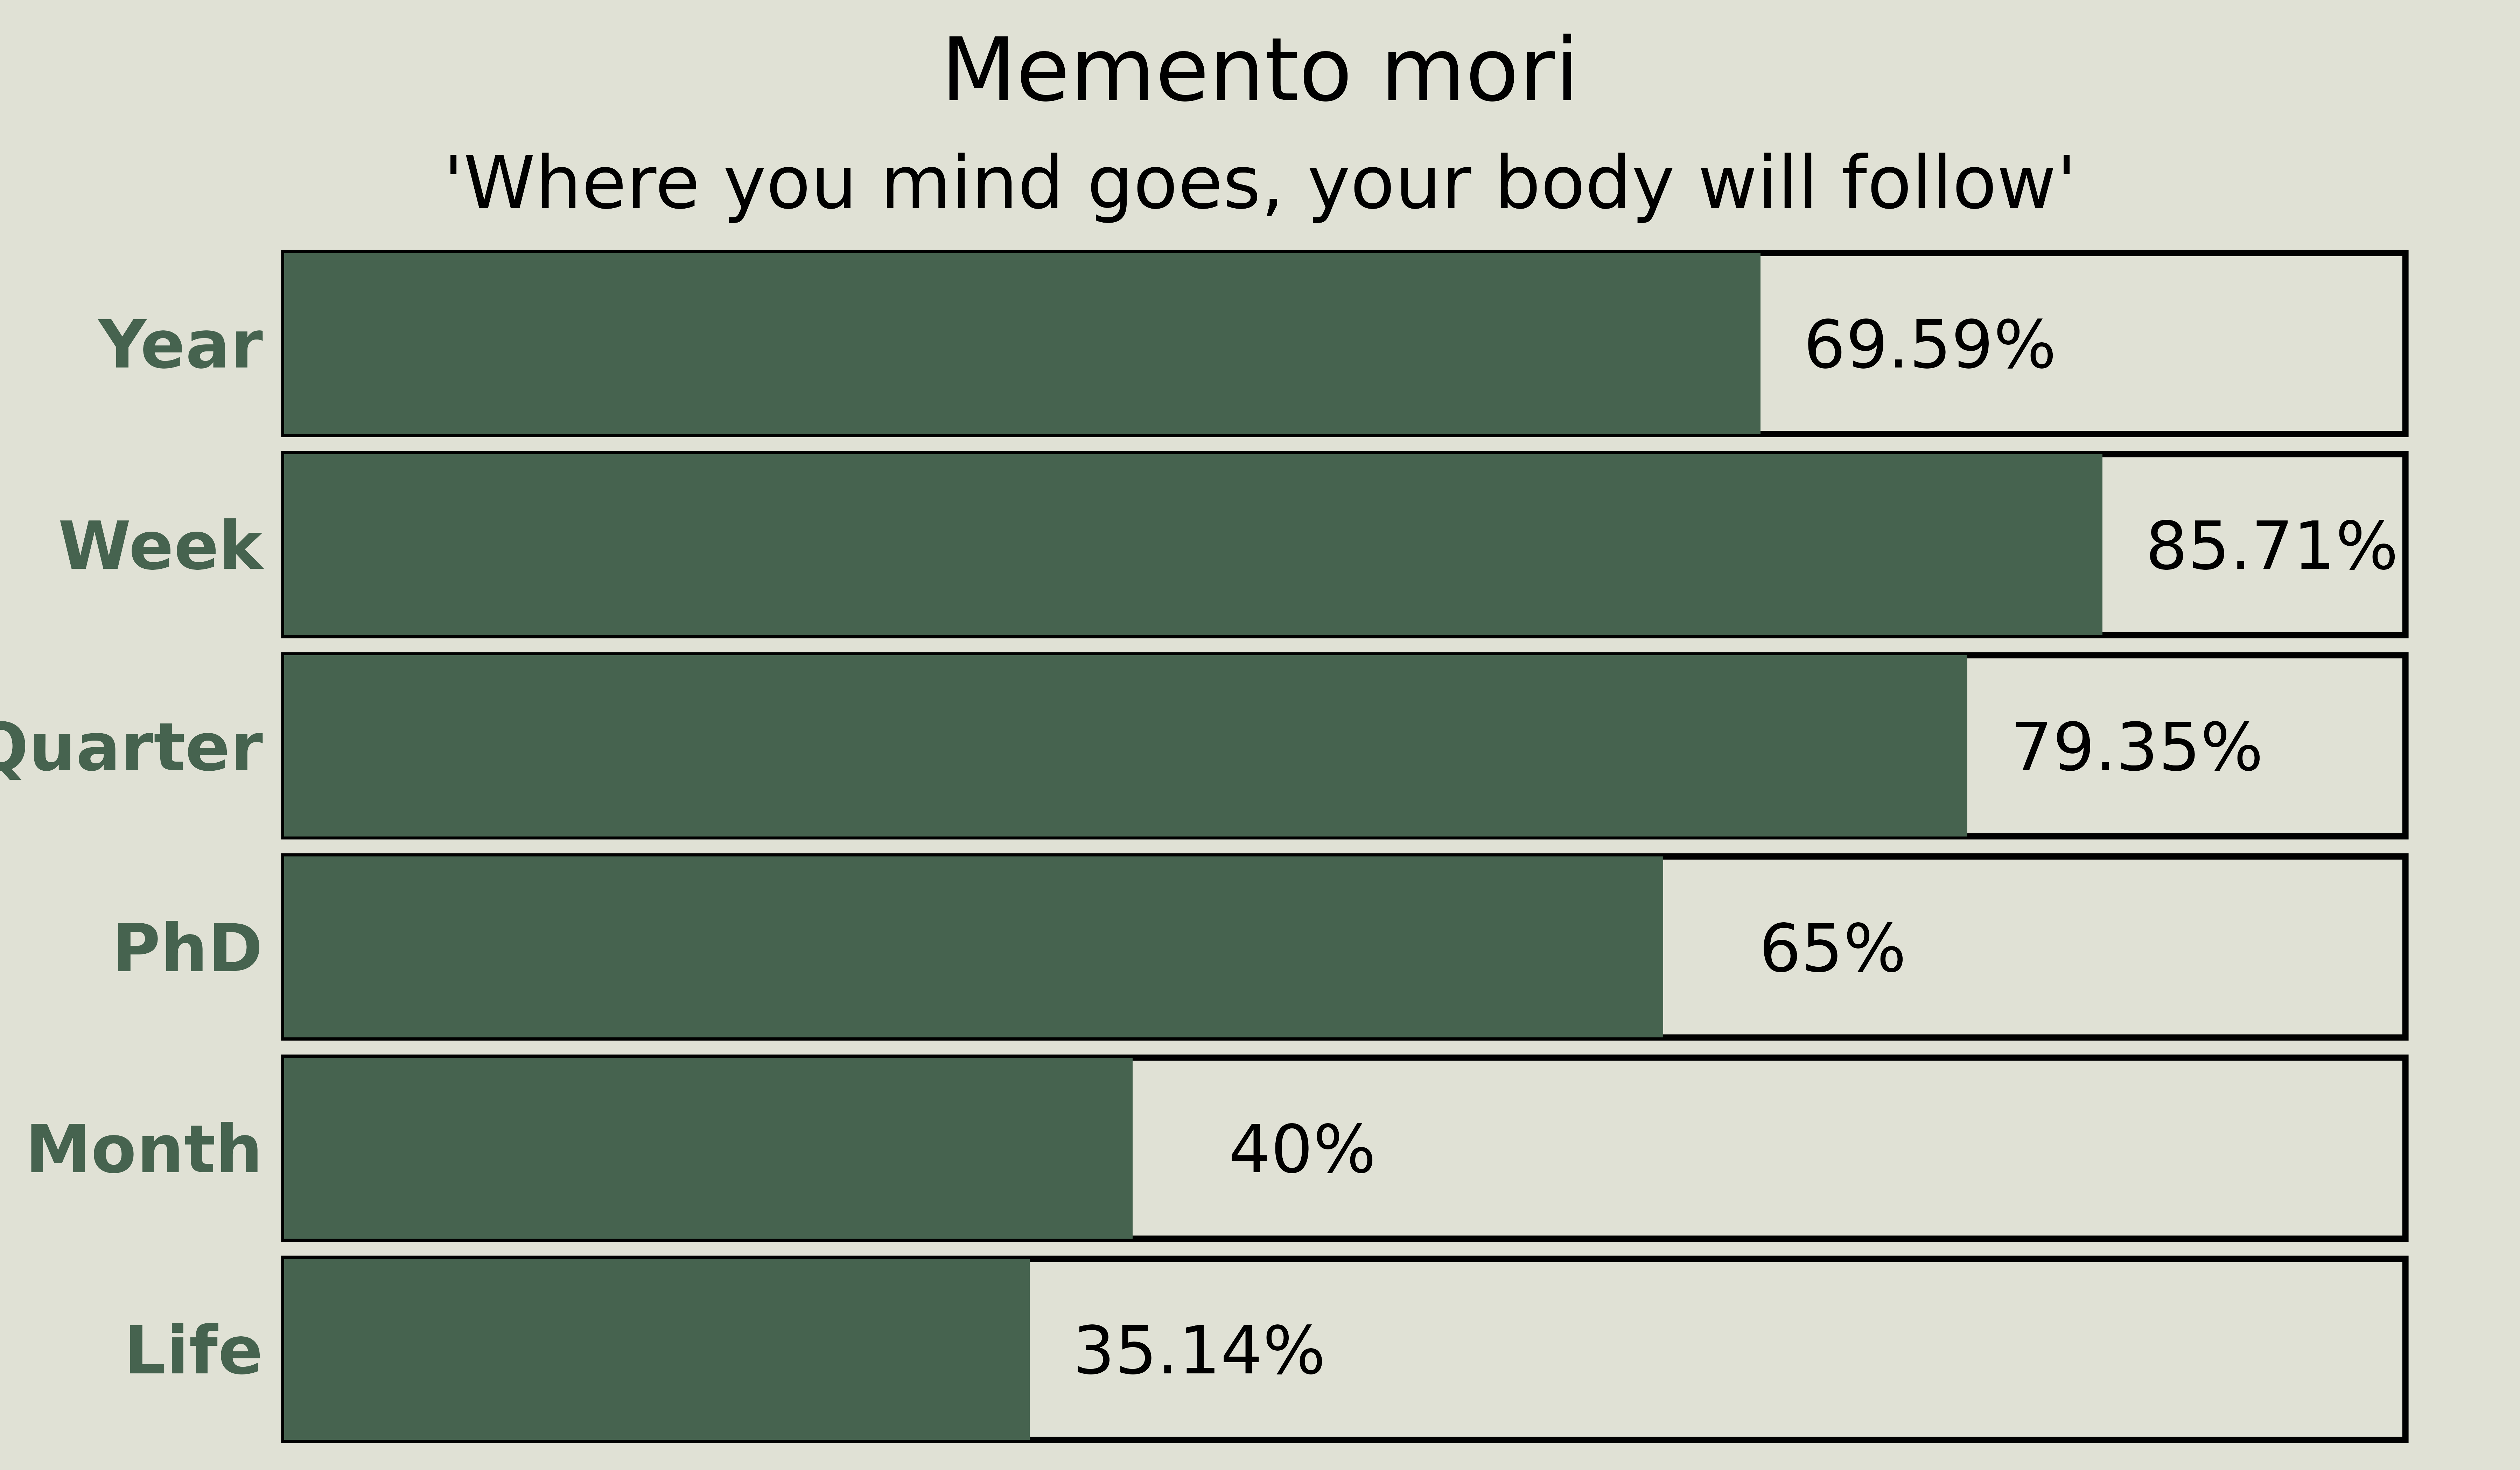 Memento mori
'Where you mind goes, your body will follow'
Year 69.59%
Week 85.71%
Quarter 79.35%
PhD 65%
Month 40%
Life 35.14%